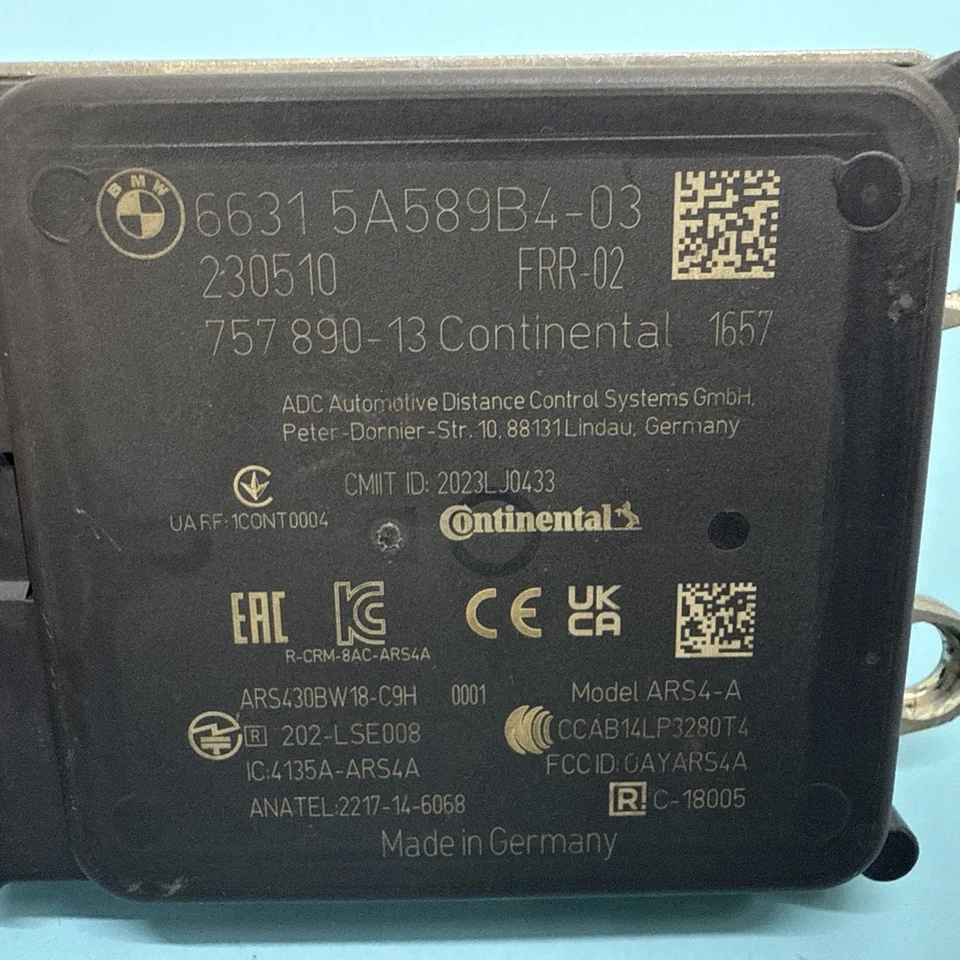 BMW
6631 5A589B4-03
230510 FRR-02
757 890-13 Continental 1657
ADC Automotive Distance Control Systems GmbH,
Peter-Dornier-Str. 10, 88131 Lindau, Germany
CMIIT ID: 2023LJ0433
UA RF: 1CONT0004
Continental
EAC KC CE UK CA
R-CRM-8AC-ARS4A
ARS430BW18-C9H 0001 Model ARS4-A
R 202-LSE008 CCAB14LP3280T4
IC:4135A-ARS4A FCC ID: OAYARS4A
ANATEL:2217-14-6068 R! C-18005
Made in Germany